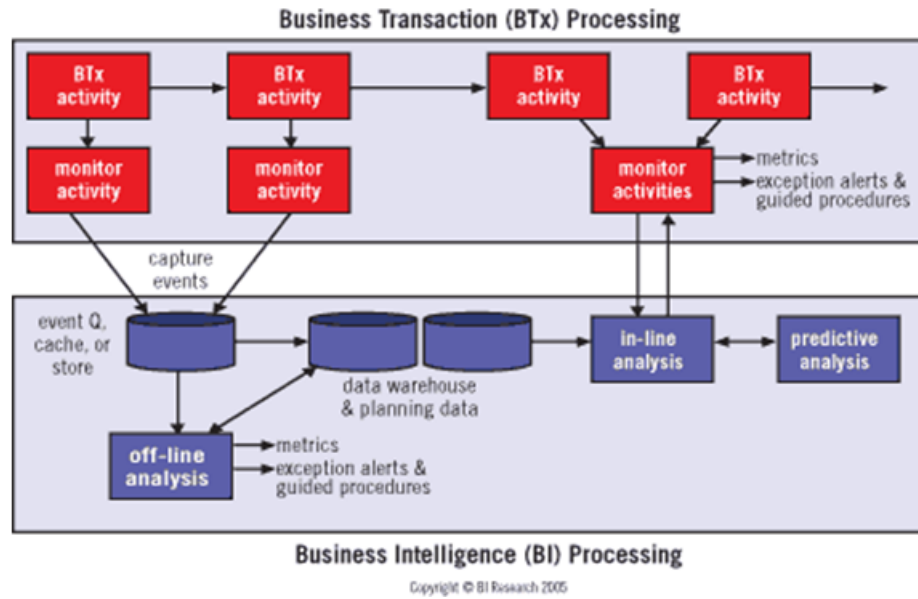 Business Transaction (BTx) Processing
BTx
activity
BTx
activity
BTx
activity
BTx
activity
monitor
activity
monitor
activity
monitor
activities
metrics
exception alerts &
guided procedures
capture
events
event Q,
cache, or
store
data warehouse
& planning data
in-line
analysis
predictive
analysis
off-line
analysis
metrics
exception alerts &
guided procedures
Business Intelligence (BI) Processing
Copyright © BI Research 2005